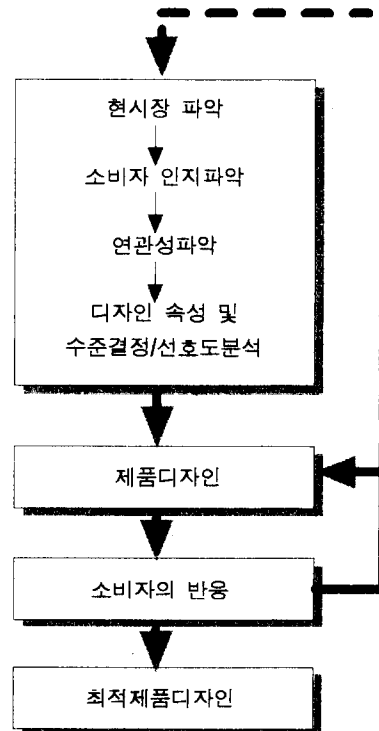 현시장 파악
소비자 인지파악
연관성파악
디자인 속성 및
수준결정/선호도분석
제품디자인
소비자의 반응
최적제품디자인